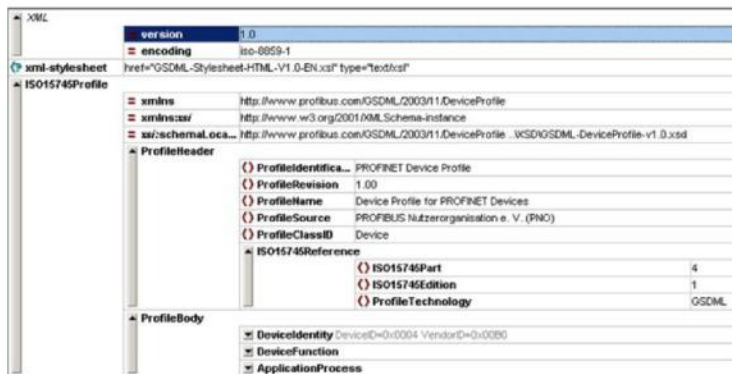 XML
= version 1.0
= encoding iso-8859-1
xml-stylesheet href="GSDML-Stylesheet-HTML-V1.0-EN.xsl" type="text/xsl"
ISO15745Profile
= xmlns http://www.profibus.com/GSDML/2003/11/DeviceProfile
= xmlns:xsi http://www.w3.org/2001/XMLSchema-instance
= xsi:schemaLoca... http://www.profibus.com/GSDML/2003/11/DeviceProfile ..\XSD\GSDML-DeviceProfile-v1.0.xsd
ProfileHeader
() ProfileIdentifica... PROFINET Device Profile
() ProfileRevision 1.00
() ProfileName Device Profile for PROFINET Devices
() ProfileSource PROFIBUS Nutzerorganisation e. V. (PNO)
() ProfileClassID Device
ISO15745Reference
() ISO15745Part 4
() ISO15745Edition 1
() ProfileTechnology GSDML
ProfileBody
DeviceIdentity DeviceID=0x0004 VendorID=0x00B0
DeviceFunction
ApplicationProcess